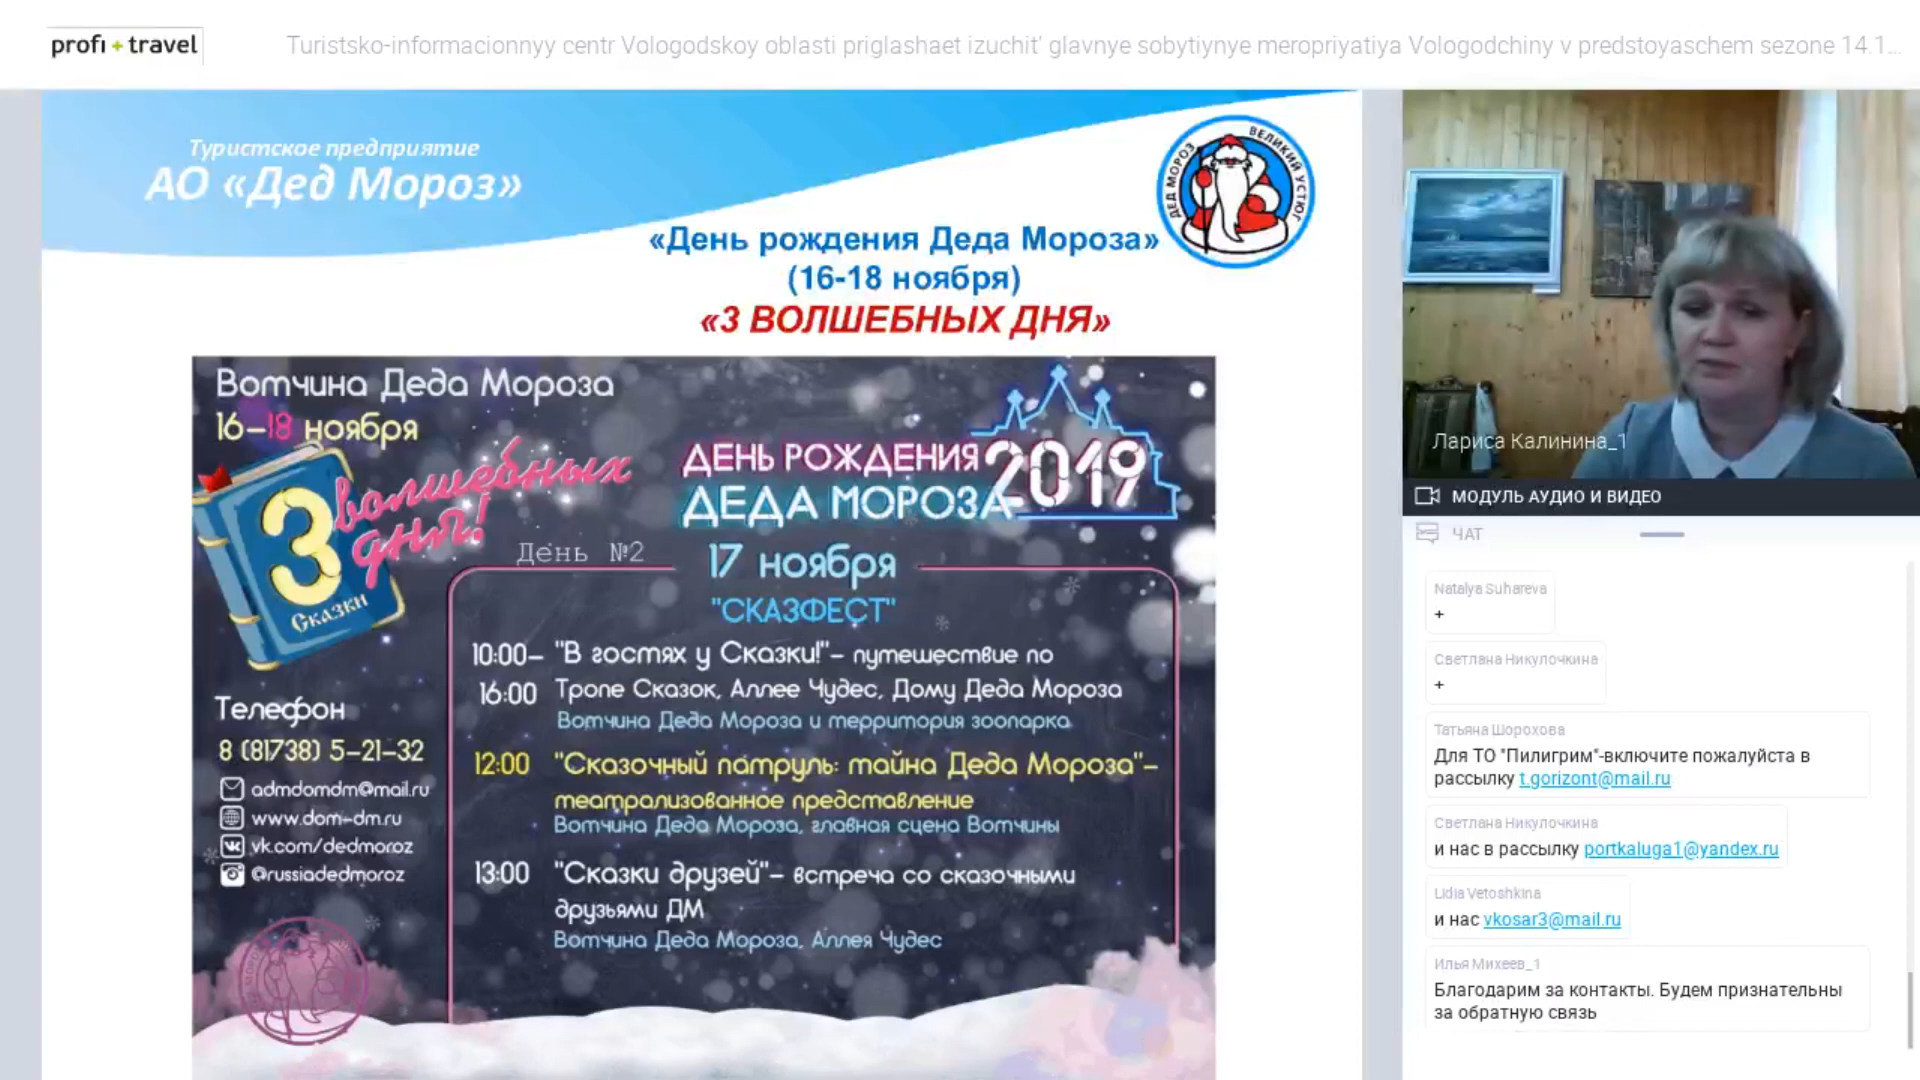 profi + travel
Turistsko-informacionnyy centr Vologodskoy oblasti priglashaet izuchit' glavnye sobytiynye meropriyatiya Vologodchiny v predstoyaschem sezone 14.1...
Туристское предприятие
АО «Дед Мороз»
ДЕД МОРОЗ ВЕЛИКИЙ УСТЮГ
«День рождения Деда Мороза»
(16-18 ноября)
«3 ВОЛШЕБНЫХ ДНЯ»
Вотчина Деда Мороза
16-18 ноября
3 волшебных
дня!
Сказки
ДЕНЬ РОЖДЕНИЯ
ДЕДА МОРОЗА
2019
День №2
17 ноября
"СКАЗФЕСТ"
10:00– "В гостях у Сказки!"– путешествие по
16:00 Тропе Сказок, Аллее Чудес, Дому Деда Мороза
Вотчина Деда Мороза и территория зоопарка
12:00 "Сказочный патруль: тайна Деда Мороза"–
театрализованное представление
Вотчина Деда Мороза, главная сцена Вотчины
13:00 "Сказки друзей"– встреча со сказочными
друзьями ДМ
Вотчина Деда Мороза, Аллея Чудес
Телефон
8 (81738) 5-21-32
admdomdm@mail.ru
www.dom-dm.ru
vk.com/dedmoroz
@russiadedmoroz
Лариса Калинина_1
МОДУЛЬ АУДИО И ВИДЕО
ЧАТ
Natalya Suhareva
+
Светлана Никулочкина
+
Татьяна Шорохова
Для ТО "Пилигрим"-включите пожалуйста в
рассылку t.gorizont@mail.ru
Светлана Никулочкина
и нас в рассылку portkaluga1@yandex.ru
Lidia Vetoshkina
и нас vkosar3@mail.ru
Илья Михеев_1
Благодарим за контакты. Будем признательны
за обратную связь